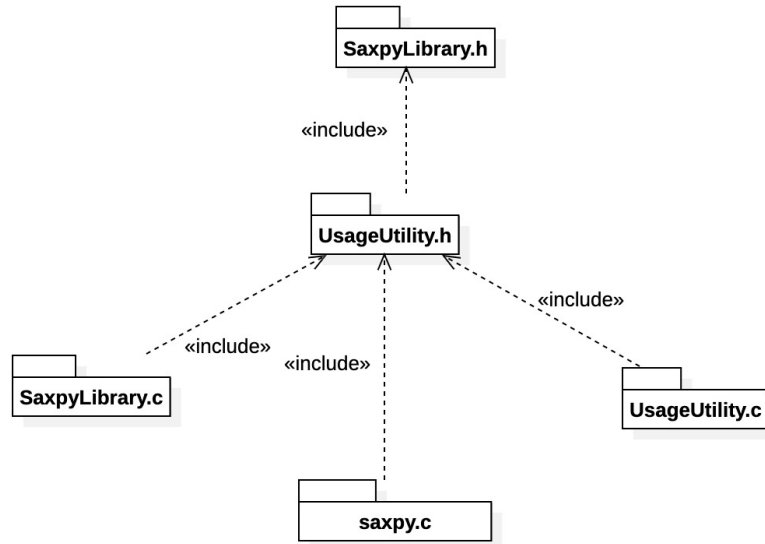 SaxpyLibrary.h
«include»
UsageUtility.h
«include»
«include»
«include»
SaxpyLibrary.c
UsageUtility.c
saxpy.c